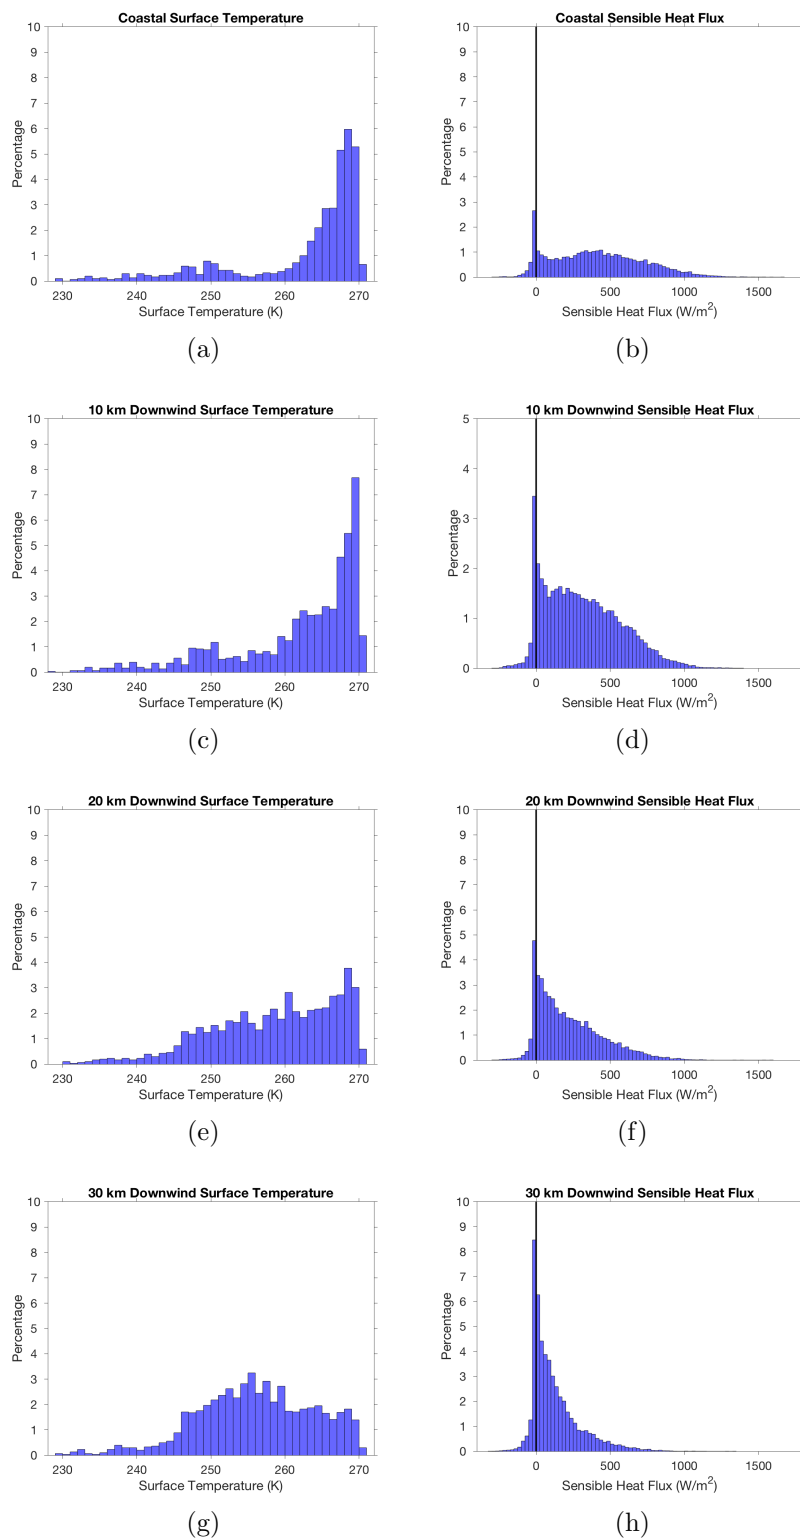 Coastal Surface Temperature
10
9
8
7
6
5
4
3
2
1
0
Percentage
230 240 250 260 270
Surface Temperature (K)
(a)
Coastal Sensible Heat Flux
10
9
8
7
6
5
4
3
2
1
0
Percentage
0 500 1000 1500
Sensible Heat Flux (W/m²)
(b)
10 km Downwind Surface Temperature
10
9
8
7
6
5
4
3
2
1
0
Percentage
230 240 250 260 270
Surface Temperature (K)
(c)
10 km Downwind Sensible Heat Flux
5
4
3
2
1
0
Percentage
0 500 1000 1500
Sensible Heat Flux (W/m²)
(d)
20 km Downwind Surface Temperature
10
9
8
7
6
5
4
3
2
1
0
Percentage
230 240 250 260 270
Surface Temperature (K)
(e)
20 km Downwind Sensible Heat Flux
10
9
8
7
6
5
4
3
2
1
0
Percentage
0 500 1000 1500
Sensible Heat Flux (W/m²)
(f)
30 km Downwind Surface Temperature
10
9
8
7
6
5
4
3
2
1
0
Percentage
230 240 250 260 270
Surface Temperature (K)
(g)
30 km Downwind Sensible Heat Flux
10
9
8
7
6
5
4
3
2
1
0
Percentage
0 500 1000 1500
Sensible Heat Flux (W/m²)
(h)